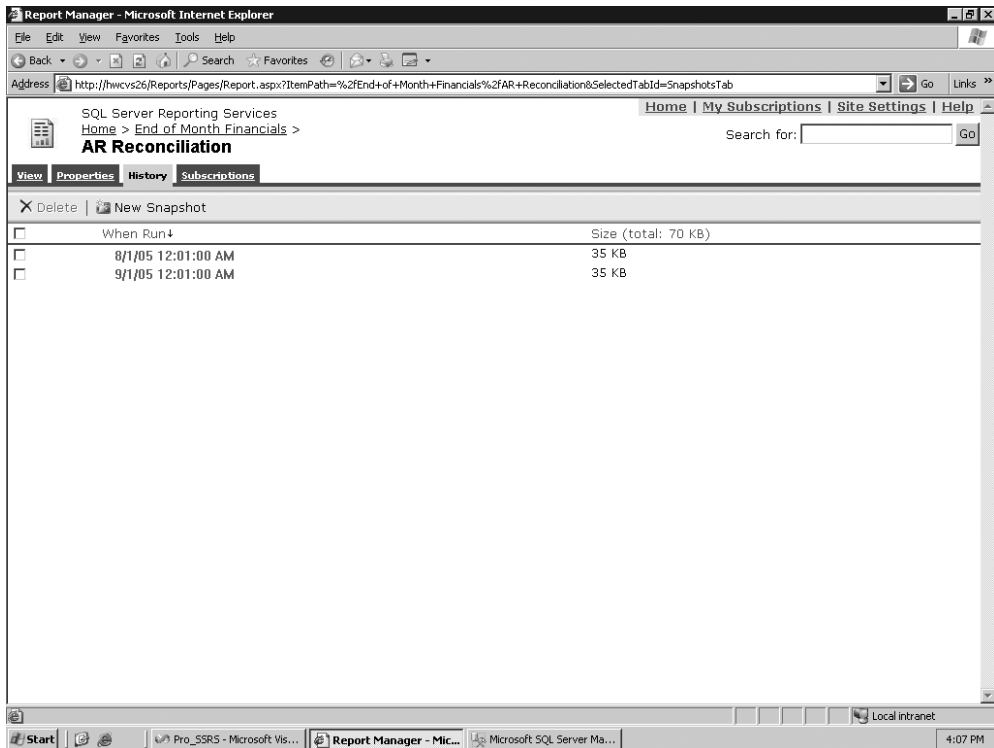 Report Manager - Microsoft Internet Explorer
File Edit View Favorites Tools Help
Back Search Favorites
Address http://hwcvs26/Reports/Pages/Report.aspx?ItemPath=%2fEnd+of+Month+Financials%2fAR+Reconciliation&SelectedTabId=SnapshotsTab Go Links »
Home | My Subscriptions | Site Settings | Help
SQL Server Reporting Services
Home > End of Month Financials >
Search for: Go
AR Reconciliation
View Properties History Subscriptions
Delete | New Snapshot
When Run↓ Size (total: 70 KB)
8/1/05 12:01:00 AM 35 KB
9/1/05 12:01:00 AM 35 KB
Local intranet
Start Pro_SSRS - Microsoft Vis... Report Manager - Mic... Microsoft SQL Server Ma... 4:07 PM